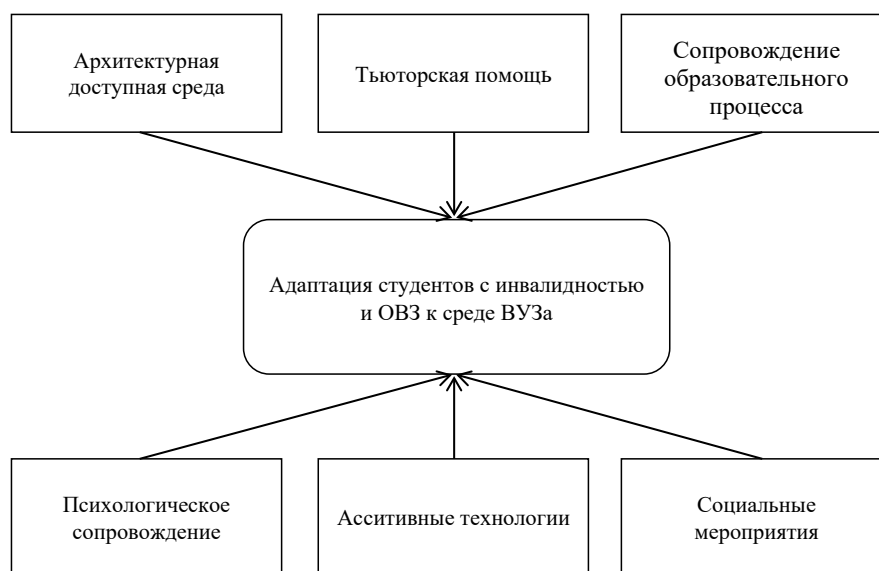 Архитектурная
доступная среда
Тьюторская помощь
Сопровождение
образовательного
процесса
Адаптация студентов с инвалидностью
и ОВЗ к среде ВУЗа
Психологическое
сопровождение
Асситивные технологии
Социальные
мероприятия